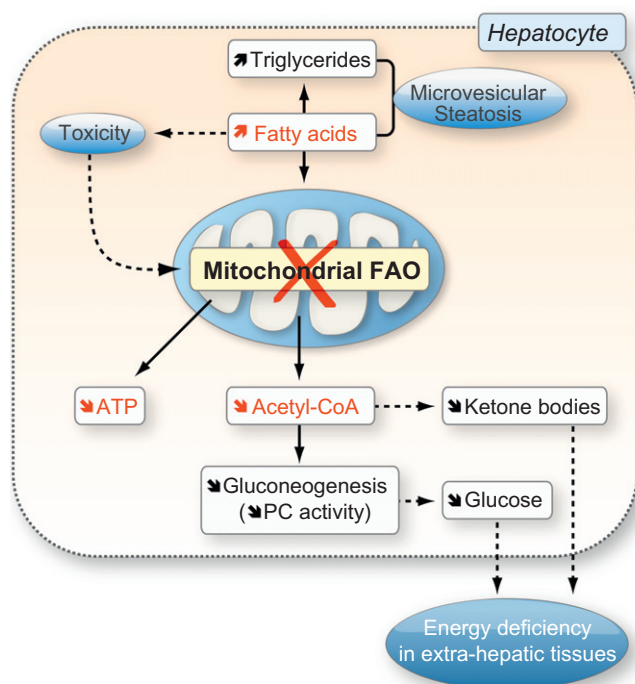 Hepatocyte
Triglycerides
Microvesicular
Steatosis
Toxicity
Fatty acids
Mitochondrial FAO
ATP
Acetyl-CoA
Ketone bodies
Gluconeogenesis
(PC activity)
Glucose
Energy deficiency
in extra-hepatic tissues